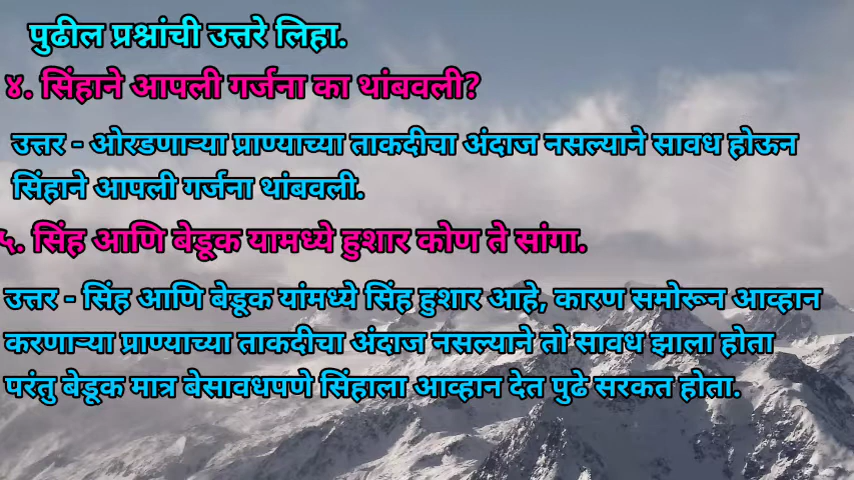 पुढील प्रश्नांची उत्तरे लिहा.
४. सिंहाने आपली गर्जना का थांबवली?
उत्तर - ओरडणाऱ्या प्राण्याच्या ताकदीचा अंदाज नसल्याने सावध होऊन
सिंहाने आपली गर्जना थांबवली.
५. सिंह आणि बेडूक यामध्ये हुशार कोण ते सांगा.
उत्तर - सिंह आणि बेडूक यांमध्ये सिंह हुशार आहे, कारण समोरून आव्हान
करणाऱ्या प्राण्याच्या ताकदीचा अंदाज नसल्याने तो सावध झाला होता
परंतु बेडूक मात्र बेसावधपणे सिंहाला आव्हान देत पुढे सरकत होता.